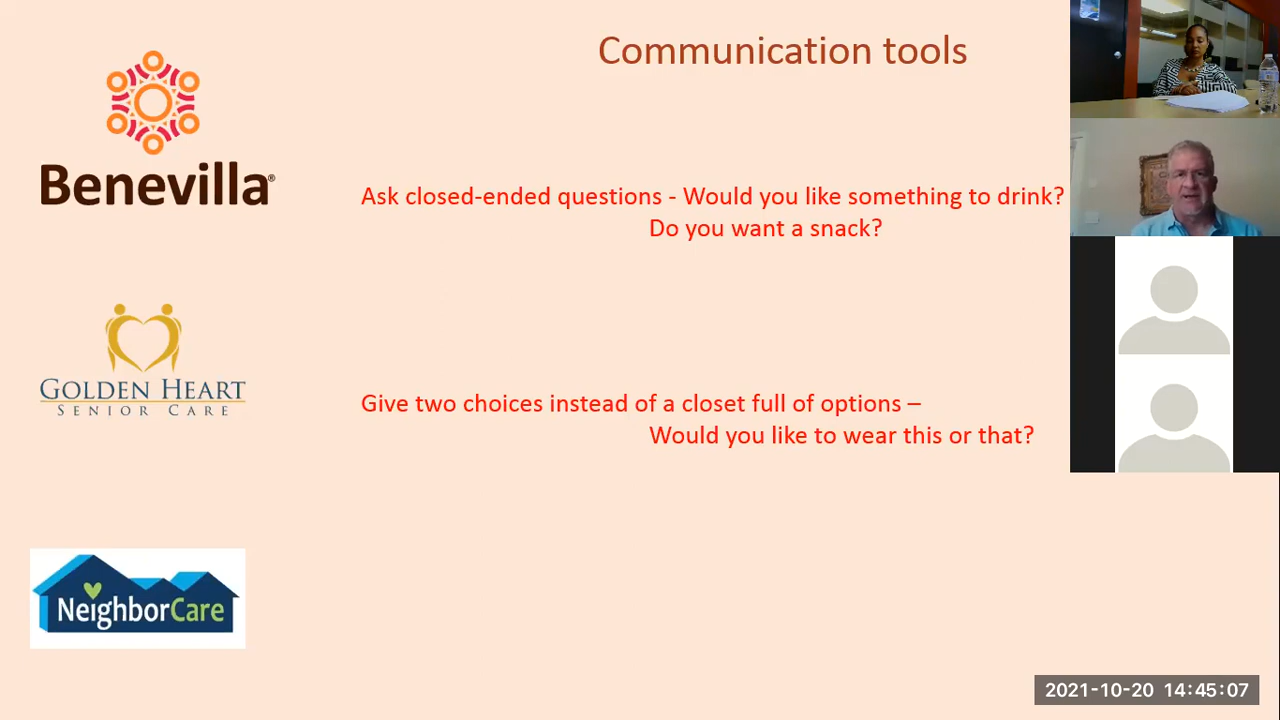 Communication tools
Benevilla®
Ask closed-ended questions - Would you like something to drink?
Do you want a snack?
GOLDEN HEART
SENIOR CARE
Give two choices instead of a closet full of options –
Would you like to wear this or that?
NeighborCare
2021-10-20 14:45:07